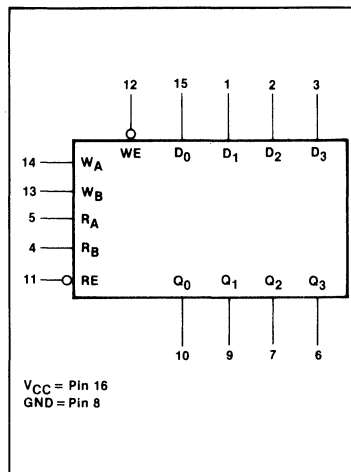 12 15 1 2 3
WE D0 D1 D2 D3
14 WA
13 WB
5 RA
4 RB
11 RE Q0 Q1 Q2 Q3
10 9 7 6
VCC = Pin 16
GND = Pin 8